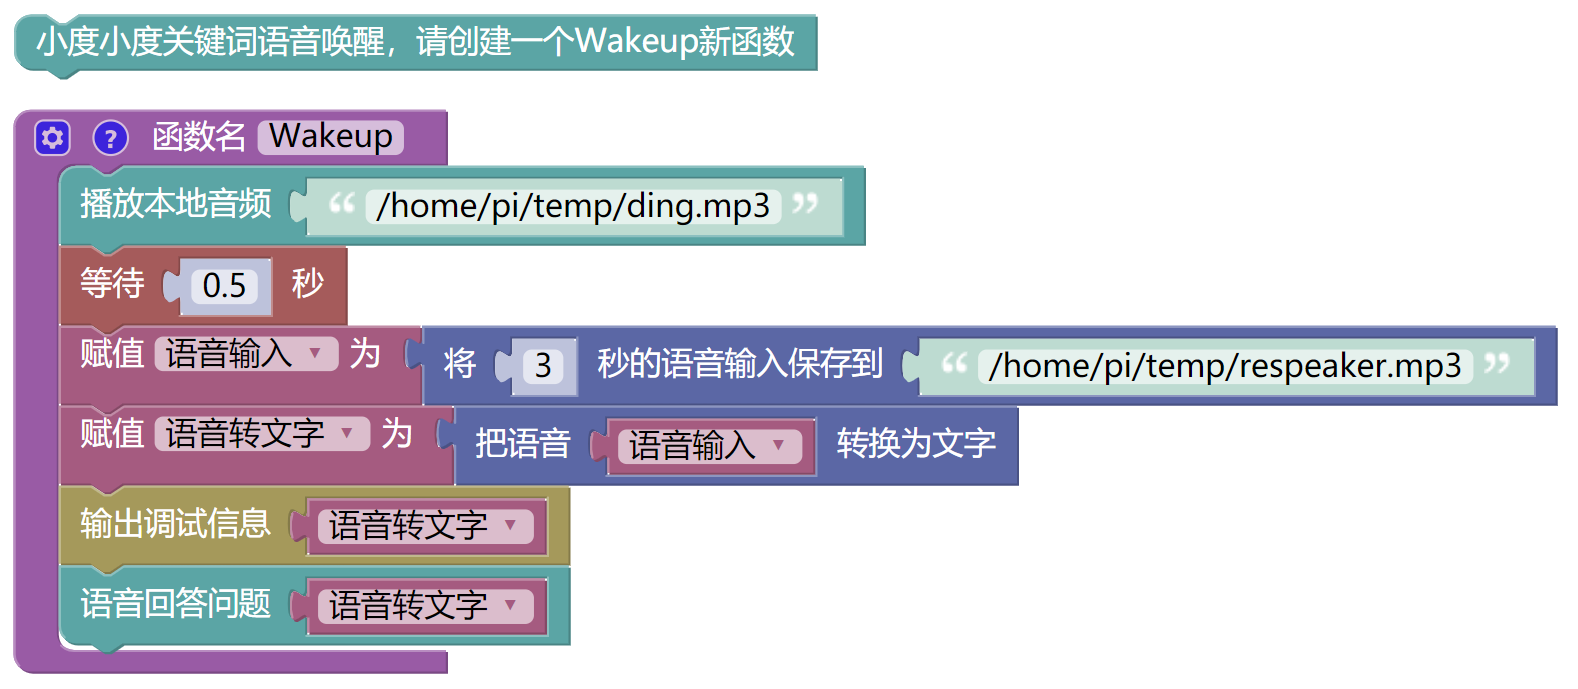 小度小度关键词语音唤醒，请创建一个Wakeup新函数
? 函数名 Wakeup
播放本地音频 “ /home/pi/temp/ding.mp3 ”
等待 0.5 秒
赋值 语音输入 为 将 3 秒的语音输入保存到 “ /home/pi/temp/respeaker.mp3 ”
赋值 语音转文字 为 把语音 语音输入 转换为文字
输出调试信息 语音转文字
语音回答问题 语音转文字